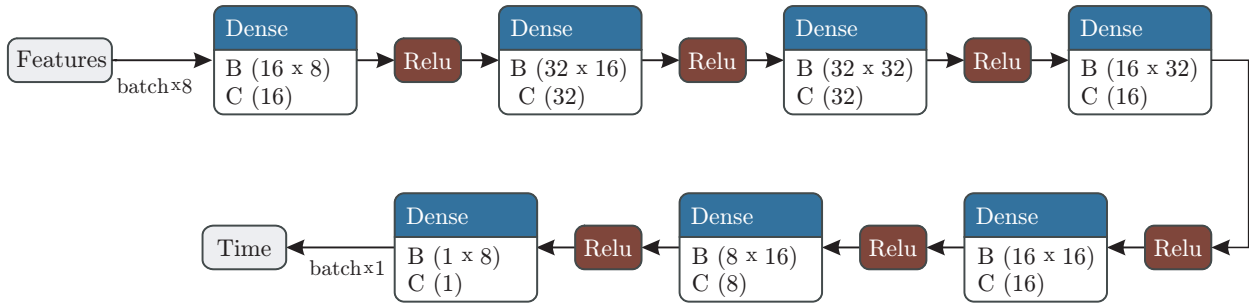 Features
batch×8
Dense
B (16 x 8)
C (16)
Relu
Dense
B (32 x 16)
C (32)
Relu
Dense
B (32 x 32)
C (32)
Relu
Dense
B (16 x 32)
C (16)
Relu
Dense
B (16 x 16)
C (16)
Relu
Dense
B (8 x 16)
C (8)
Relu
Dense
B (1 x 8)
C (1)
batch×1
Time